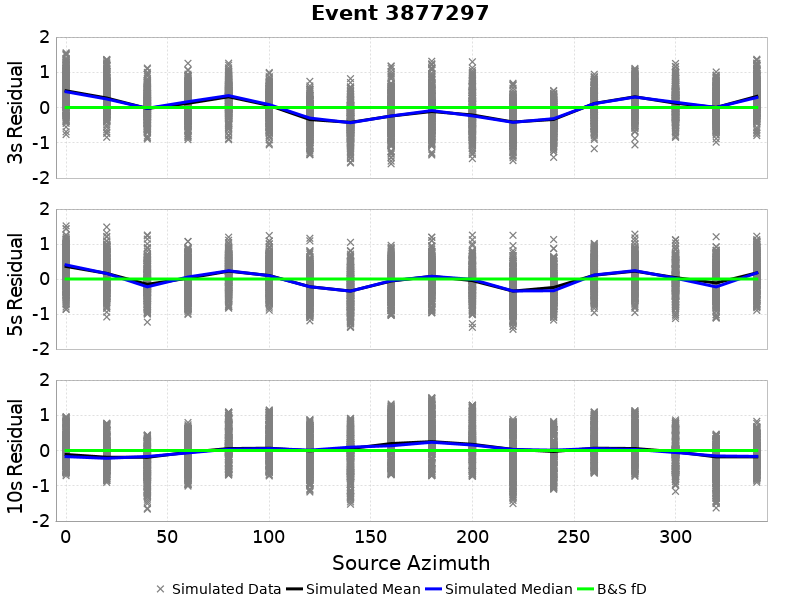 Event 3877297
3s Residual
2
1
0
-1
-2
5s Residual
2
1
0
-1
-2
10s Residual
2
1
0
-1
-2
0 50 100 150 200 250 300
Source Azimuth
Simulated Data Simulated Mean Simulated Median B&S fD